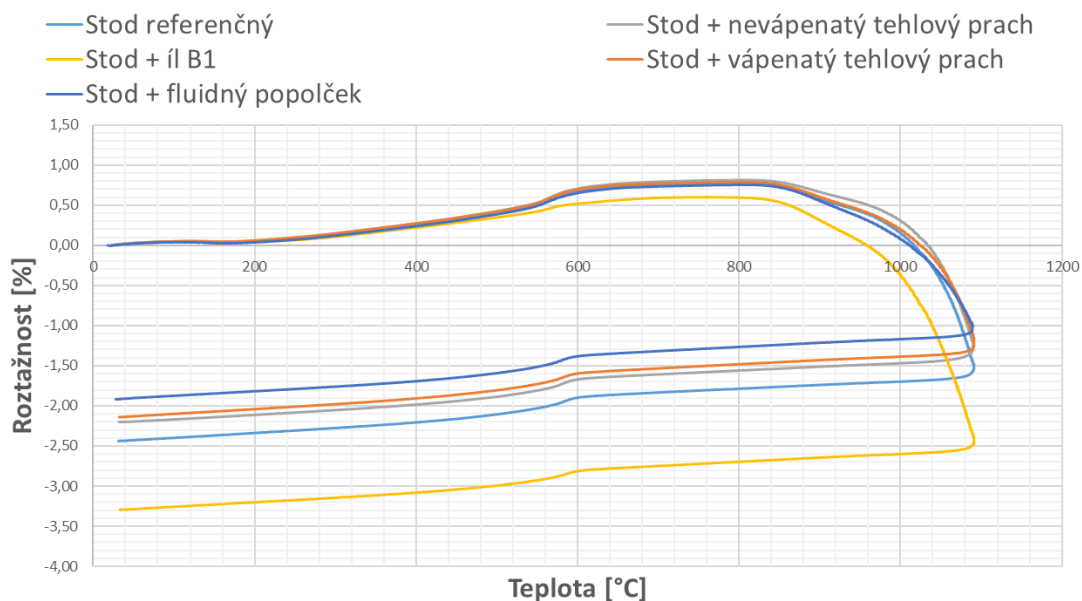 Stod referenčný
Stod + nevápenatý tehlový prach
Stod + íl B1
Stod + vápenatý tehlový prach
Stod + fluidný popolček
1,50
1,00
0,50
0,00
-0,50
-1,00
-1,50
-2,00
-2,50
-3,00
-3,50
-4,00
0
200
400
600
800
1000
1200
Roztažnost [%]
Teplota [°C]